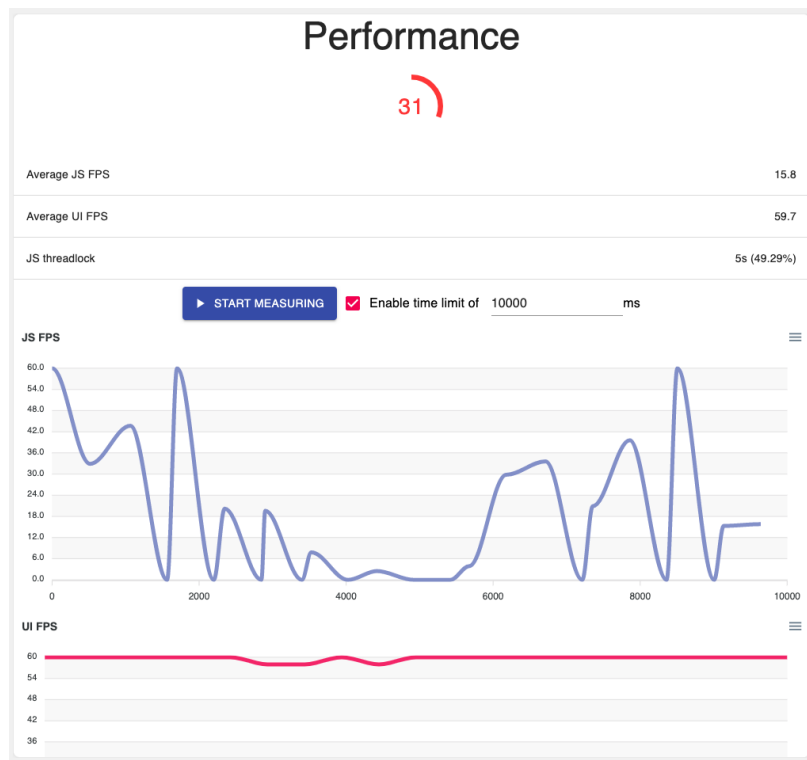 Performance
31
Average JS FPS 15.8
Average UI FPS 59.7
JS threadlock 5s (49.29%)
START MEASURING Enable time limit of 10000 ms
JS FPS
60.0
54.0
48.0
42.0
36.0
30.0
24.0
18.0
12.0
6.0
0.0
0 2000 4000 6000 8000 10000
UI FPS
60
54
48
42
36